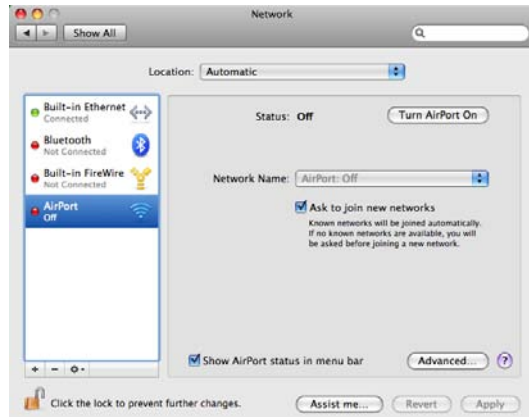 Network
Show All
Location: Automatic
Built-in Ethernet
Connected
Bluetooth
Not Connected
Built-in FireWire
Not Connected
AirPort
Off
Status: Off
Turn AirPort On
Network Name: AirPort: Off
Ask to join new networks
Known networks will be joined automatically.
If no known networks are available, you will
be asked before joining a new network.
Show AirPort status in menu bar
Advanced...
?
Click the lock to prevent further changes.
Assist me...
Revert
Apply